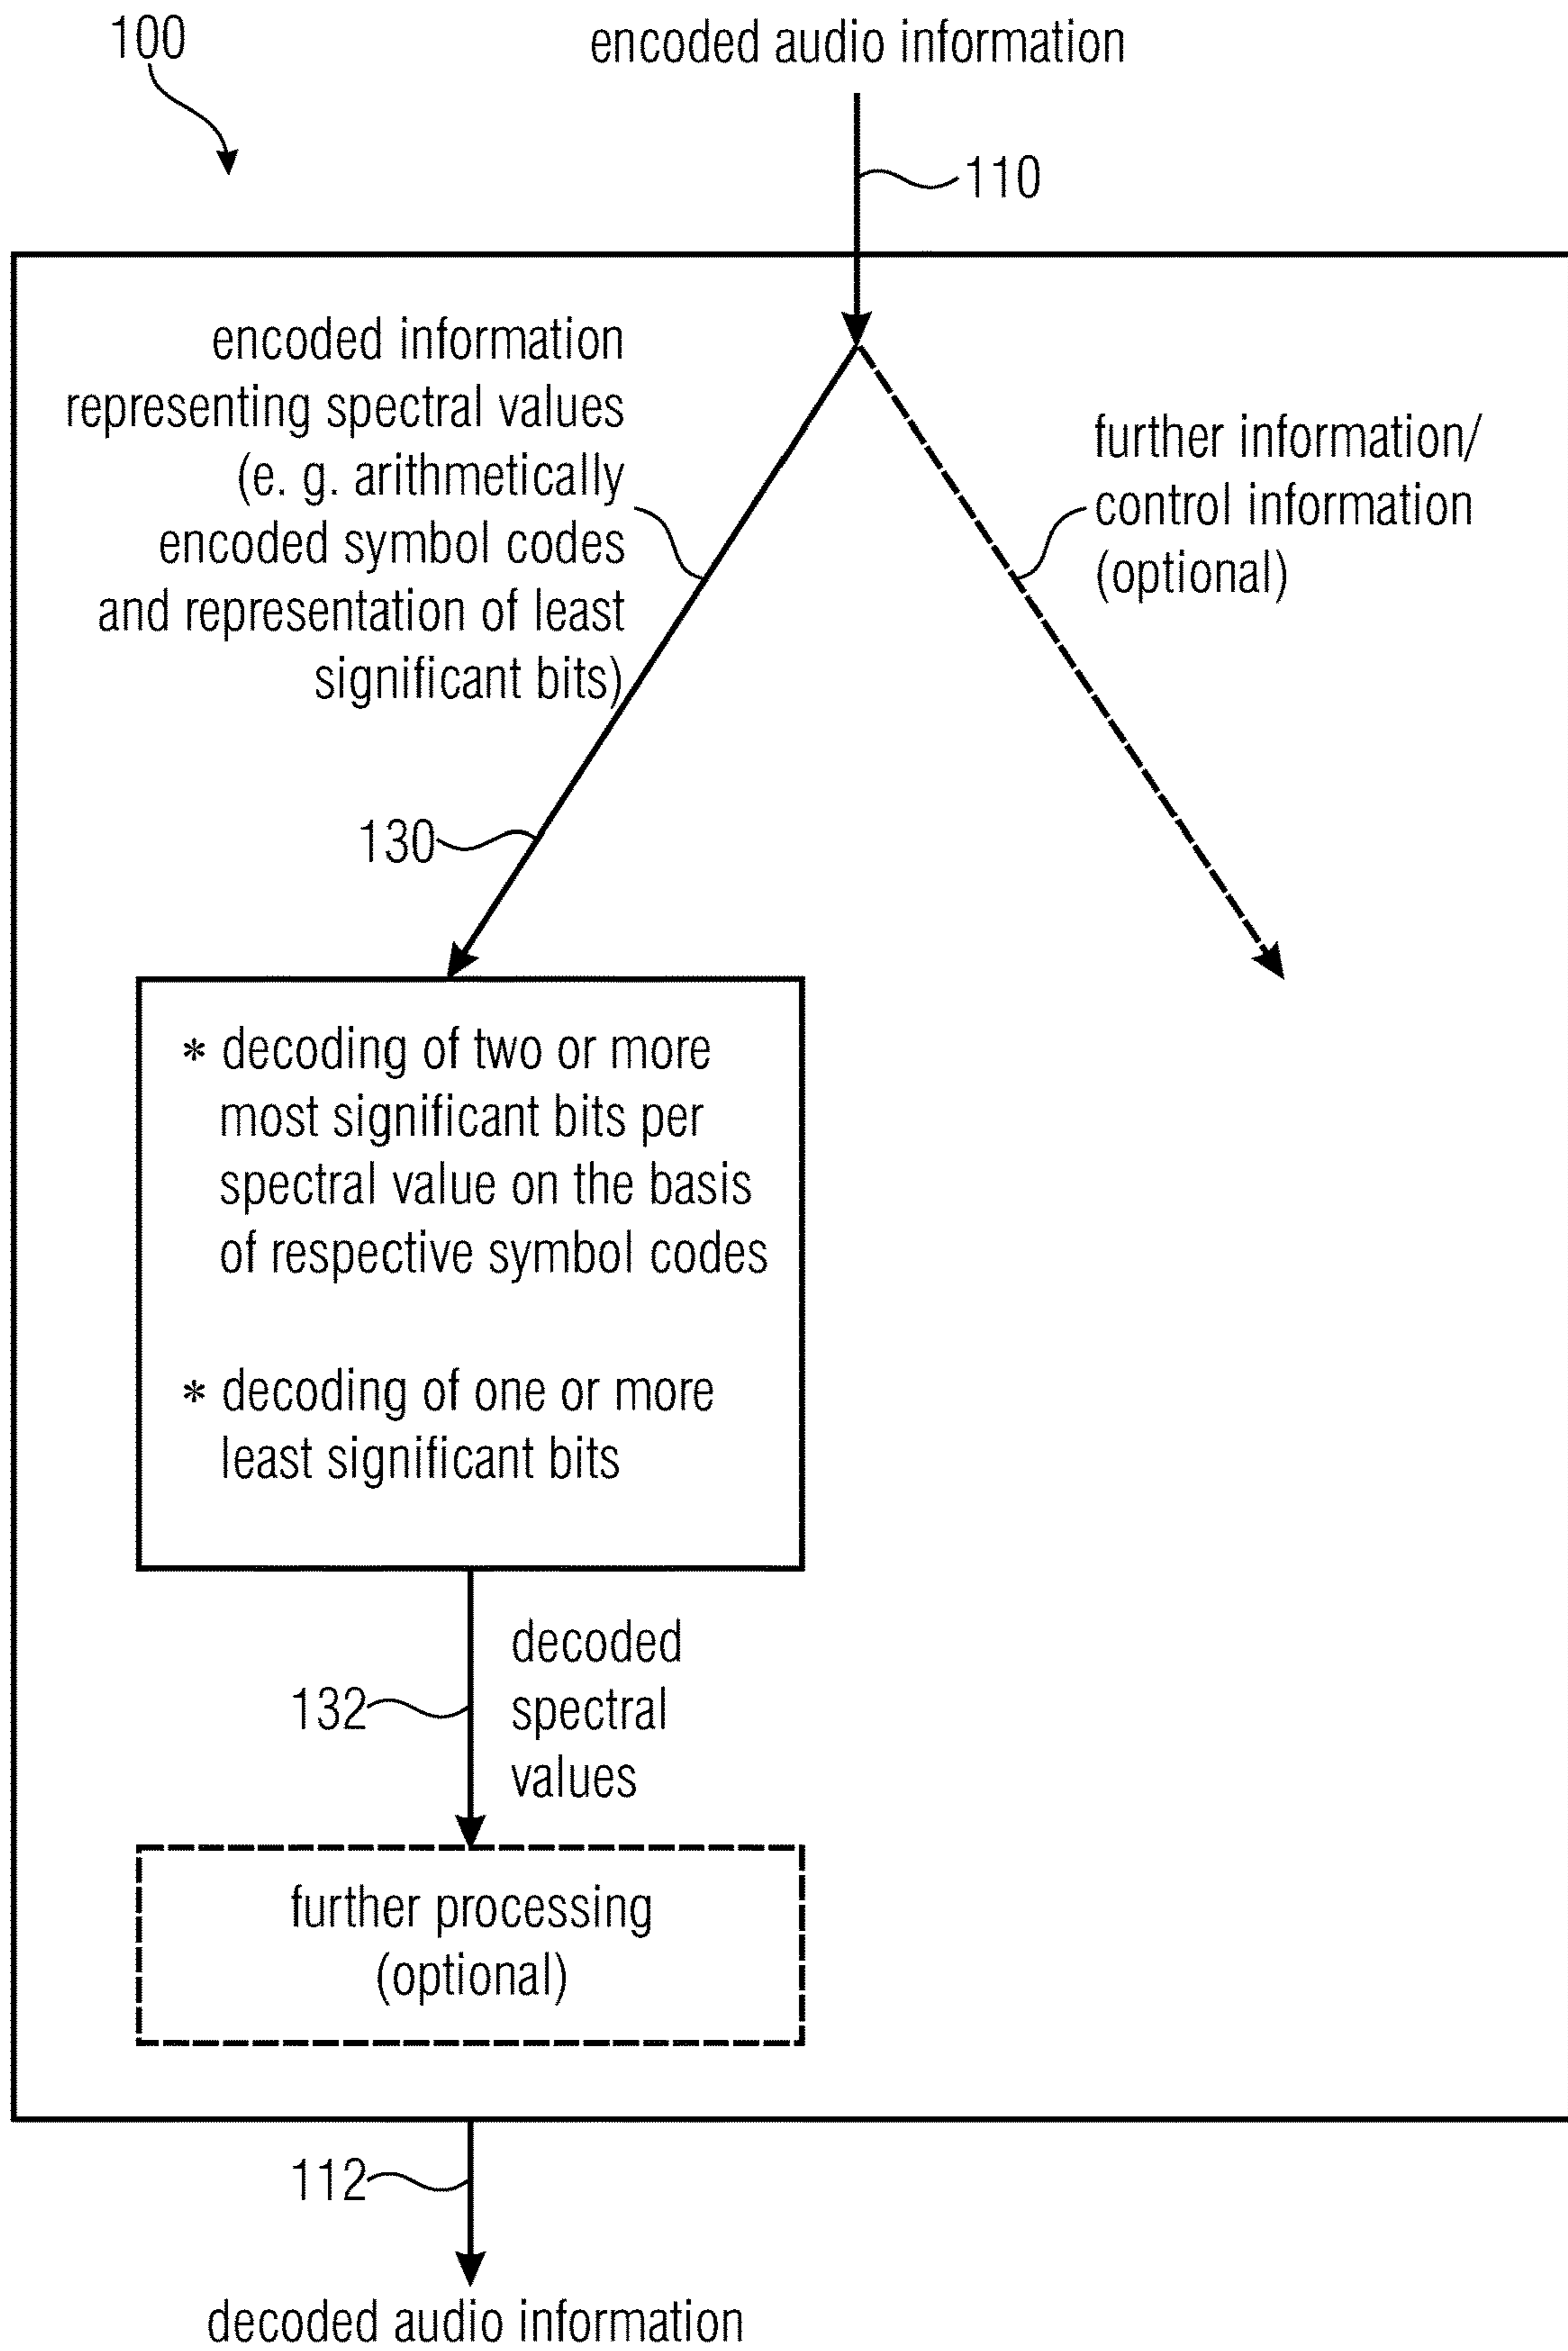 100
encoded audio information
110
encoded information
representing spectral values
(e. g. arithmetically
encoded symbol codes
and representation of least
significant bits)
further information/
control information
(optional)
130
* decoding of two or more
most significant bits per
spectral value on the basis
of respective symbol codes
* decoding of one or more
least significant bits
132
decoded
spectral
values
further processing
(optional)
112
decoded audio information